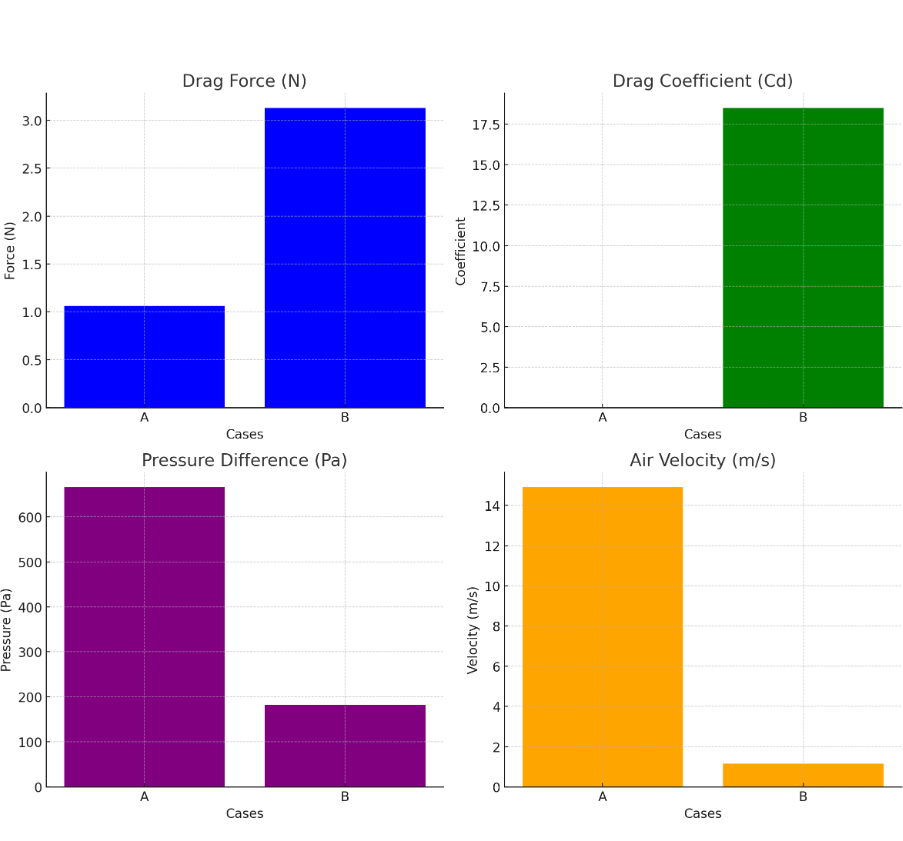 Drag Force (N)
Force (N)
3.0
2.5
2.0
1.5
1.0
0.5
0.0
A
B
Cases
Drag Coefficient (Cd)
Coefficient
17.5
15.0
12.5
10.0
7.5
5.0
2.5
0.0
A
B
Cases
Pressure Difference (Pa)
Pressure (Pa)
600
500
400
300
200
100
0
A
B
Cases
Air Velocity (m/s)
Velocity (m/s)
14
12
10
8
6
4
2
0
A
B
Cases